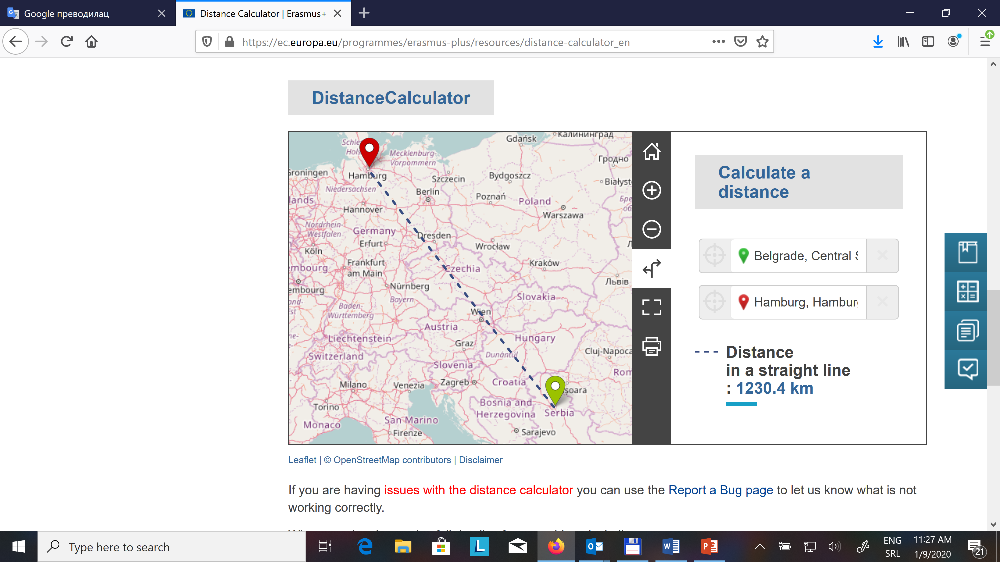 Google преводилац
Distance Calculator | Erasmus+
https://ec.europa.eu/programmes/erasmus-plus/resources/distance-calculator_en
DistanceCalculator
Gdańsk
Калининград
Schle
Hols
Mecklenburg-
Vorpommern
Гродно
Groningen
Hamburg
Szczecin
Bydgoszcz
Białyst
Niedersachsen
Berlin
Poznań
Poland
lands
Бре
об
Hannover
Warszawa
Nordrhein-
Westfalen
Germany
Dresden
Erfurt
Wrocław
Köln
Frankfurt
am Main
Kraków
mbourg
Czechia
Львів
embourg
Nürnberg
Bayern
Slovakia
and-
st
Baden-
Württemberg
Wien
Austria
ne-
Liechtenstein
Hungary
Graz
Switzerland
Dunántúl
Cluj-Napoca
Slovenia
Rom
Milano
Venezia
Zagreb
Croatia
șoara
Torino
Bosnia and
Herzegovina
Serbia
Monaco
San Marino
Firenze
Sarajevo
Calculate a
distance
Belgrade, Central S
Hamburg, Hamburg
Distance
in a straight line
: 1230.4 km
Leaflet | © OpenStreetMap contributors | Disclaimer
If you are having issues with the distance calculator you can use the Report a Bug page to let us know what is not
working correctly.
Type here to search
ENG
SRL
11:27 AM
1/9/2020
21